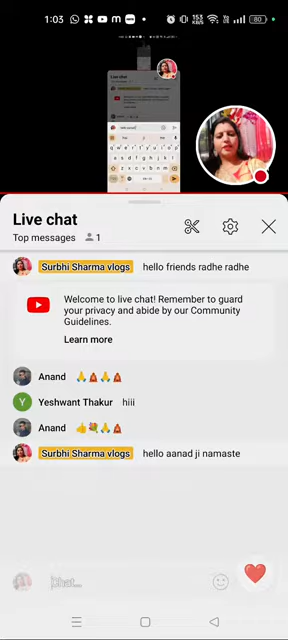 1:03
80
Live chat
Live chat
Top messages 1
Surbhi Sharma vlogs hello friends radhe radhe
Welcome to live chat! Remember to guard
your privacy and abide by our Community
Guidelines.
Learn more
Anand 🙏🛕🙏🛕
Yeshwant Thakur hiii
Anand 👍💐🙏🛕
Surbhi Sharma vlogs hello aanad ji namaste
Chat...